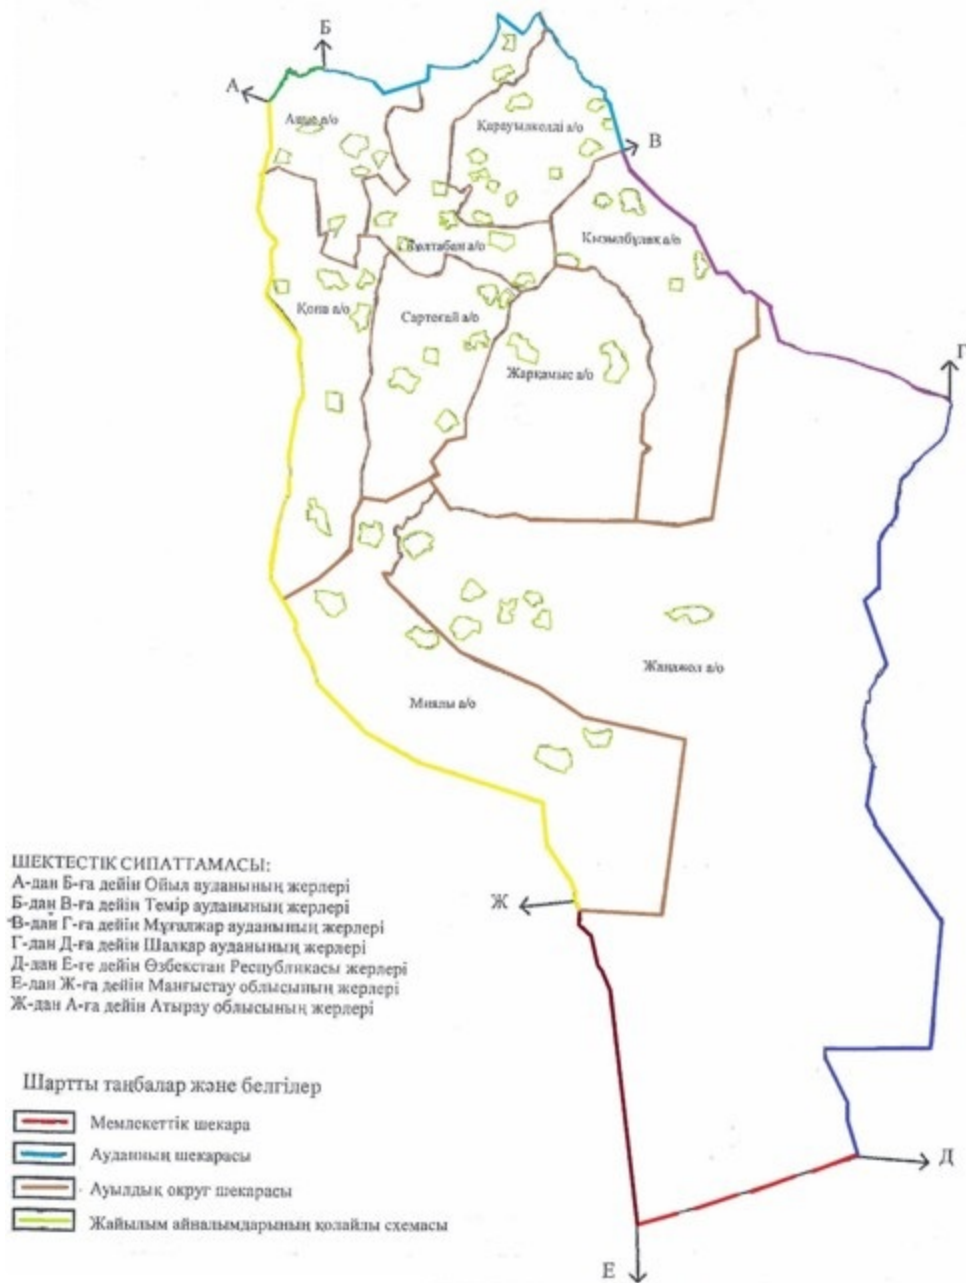 Б
А
В
Г
Қарауылкелді а/о
Қызылбұлақ а/о
Қопа а/о
Сартоғай а/о
Жарқамыс а/о
Жаңажол а/о
Миялы а/о
Ж
ШЕКТЕСТІК СИПАТТАМАСЫ:
А-дан Б-ға дейін Ойыл ауданының жерлері
Б-дан В-ға дейін Темір ауданының жерлері
В-дан Г-ға дейін Мұғалжар ауданының жерлері
Г-дан Д-ға дейін Шалқар ауданының жерлері
Д-дан Е-ге дейін Өзбекстан Республикасы жерлері
Е-дан Ж-ға дейін Манғыстау облысының жерлері
Ж-дан А-ға дейін Атырау облысының жерлері
Шартты таңбалар және белгілер
Мемлекеттік шекара
Ауданның шекарасы
Ауылдық округ шекарасы
Жайылым айналымдарының қолайлы схемасы
Д
Е